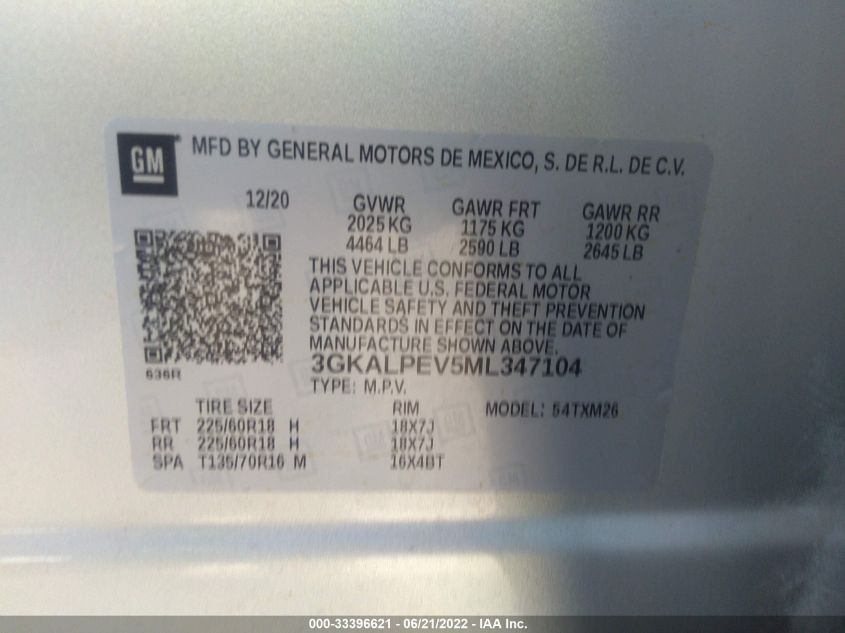 GM
MFD BY GENERAL MOTORS DE MEXICO, S. DE R.L. DE C.V.
12/20 GVWR GAWR FRT GAWR RR
2025 KG 1175 KG 1200 KG
4464 LB 2590 LB 2645 LB
THIS VEHICLE CONFORMS TO ALL
APPLICABLE U.S. FEDERAL MOTOR
VEHICLE SAFETY AND THEFT PREVENTION
STANDARDS IN EFFECT ON THE DATE OF
MANUFACTURE SHOWN ABOVE.
3GKALPEV5ML347104
636R
TYPE: M.P.V.
TIRE SIZE RIM MODEL: 54TXM26
FRT 225/60R18 H 18X7J
RR 225/60R18 H 18X7J
SPA T135/70R16 M 16X4BT
000-33396621 - 06/21/2022 - IAA Inc.